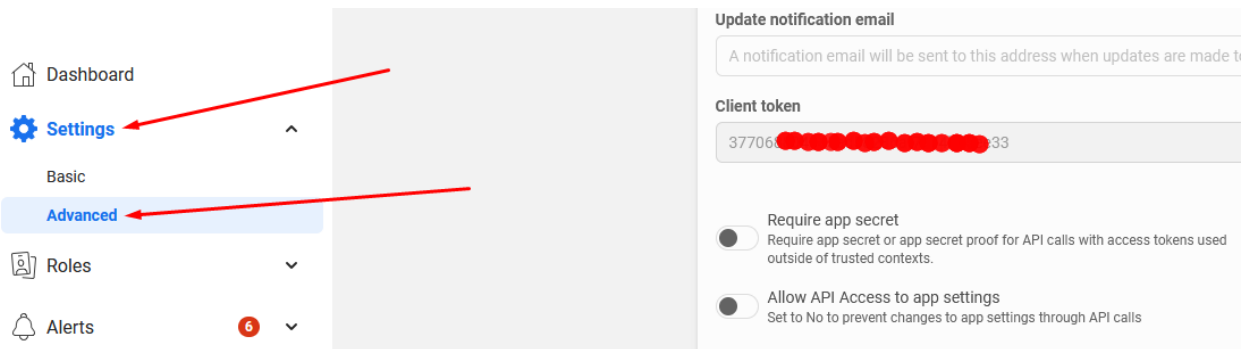 Dashboard
Settings
Basic
Advanced
Roles
Alerts
6
Update notification email
A notification email will be sent to this address when updates are made
Client token
Require app secret
Require app secret or app secret proof for API calls with access tokens used
outside of trusted contexts.
Allow API Access to app settings
Set to No to prevent changes to app settings through API calls